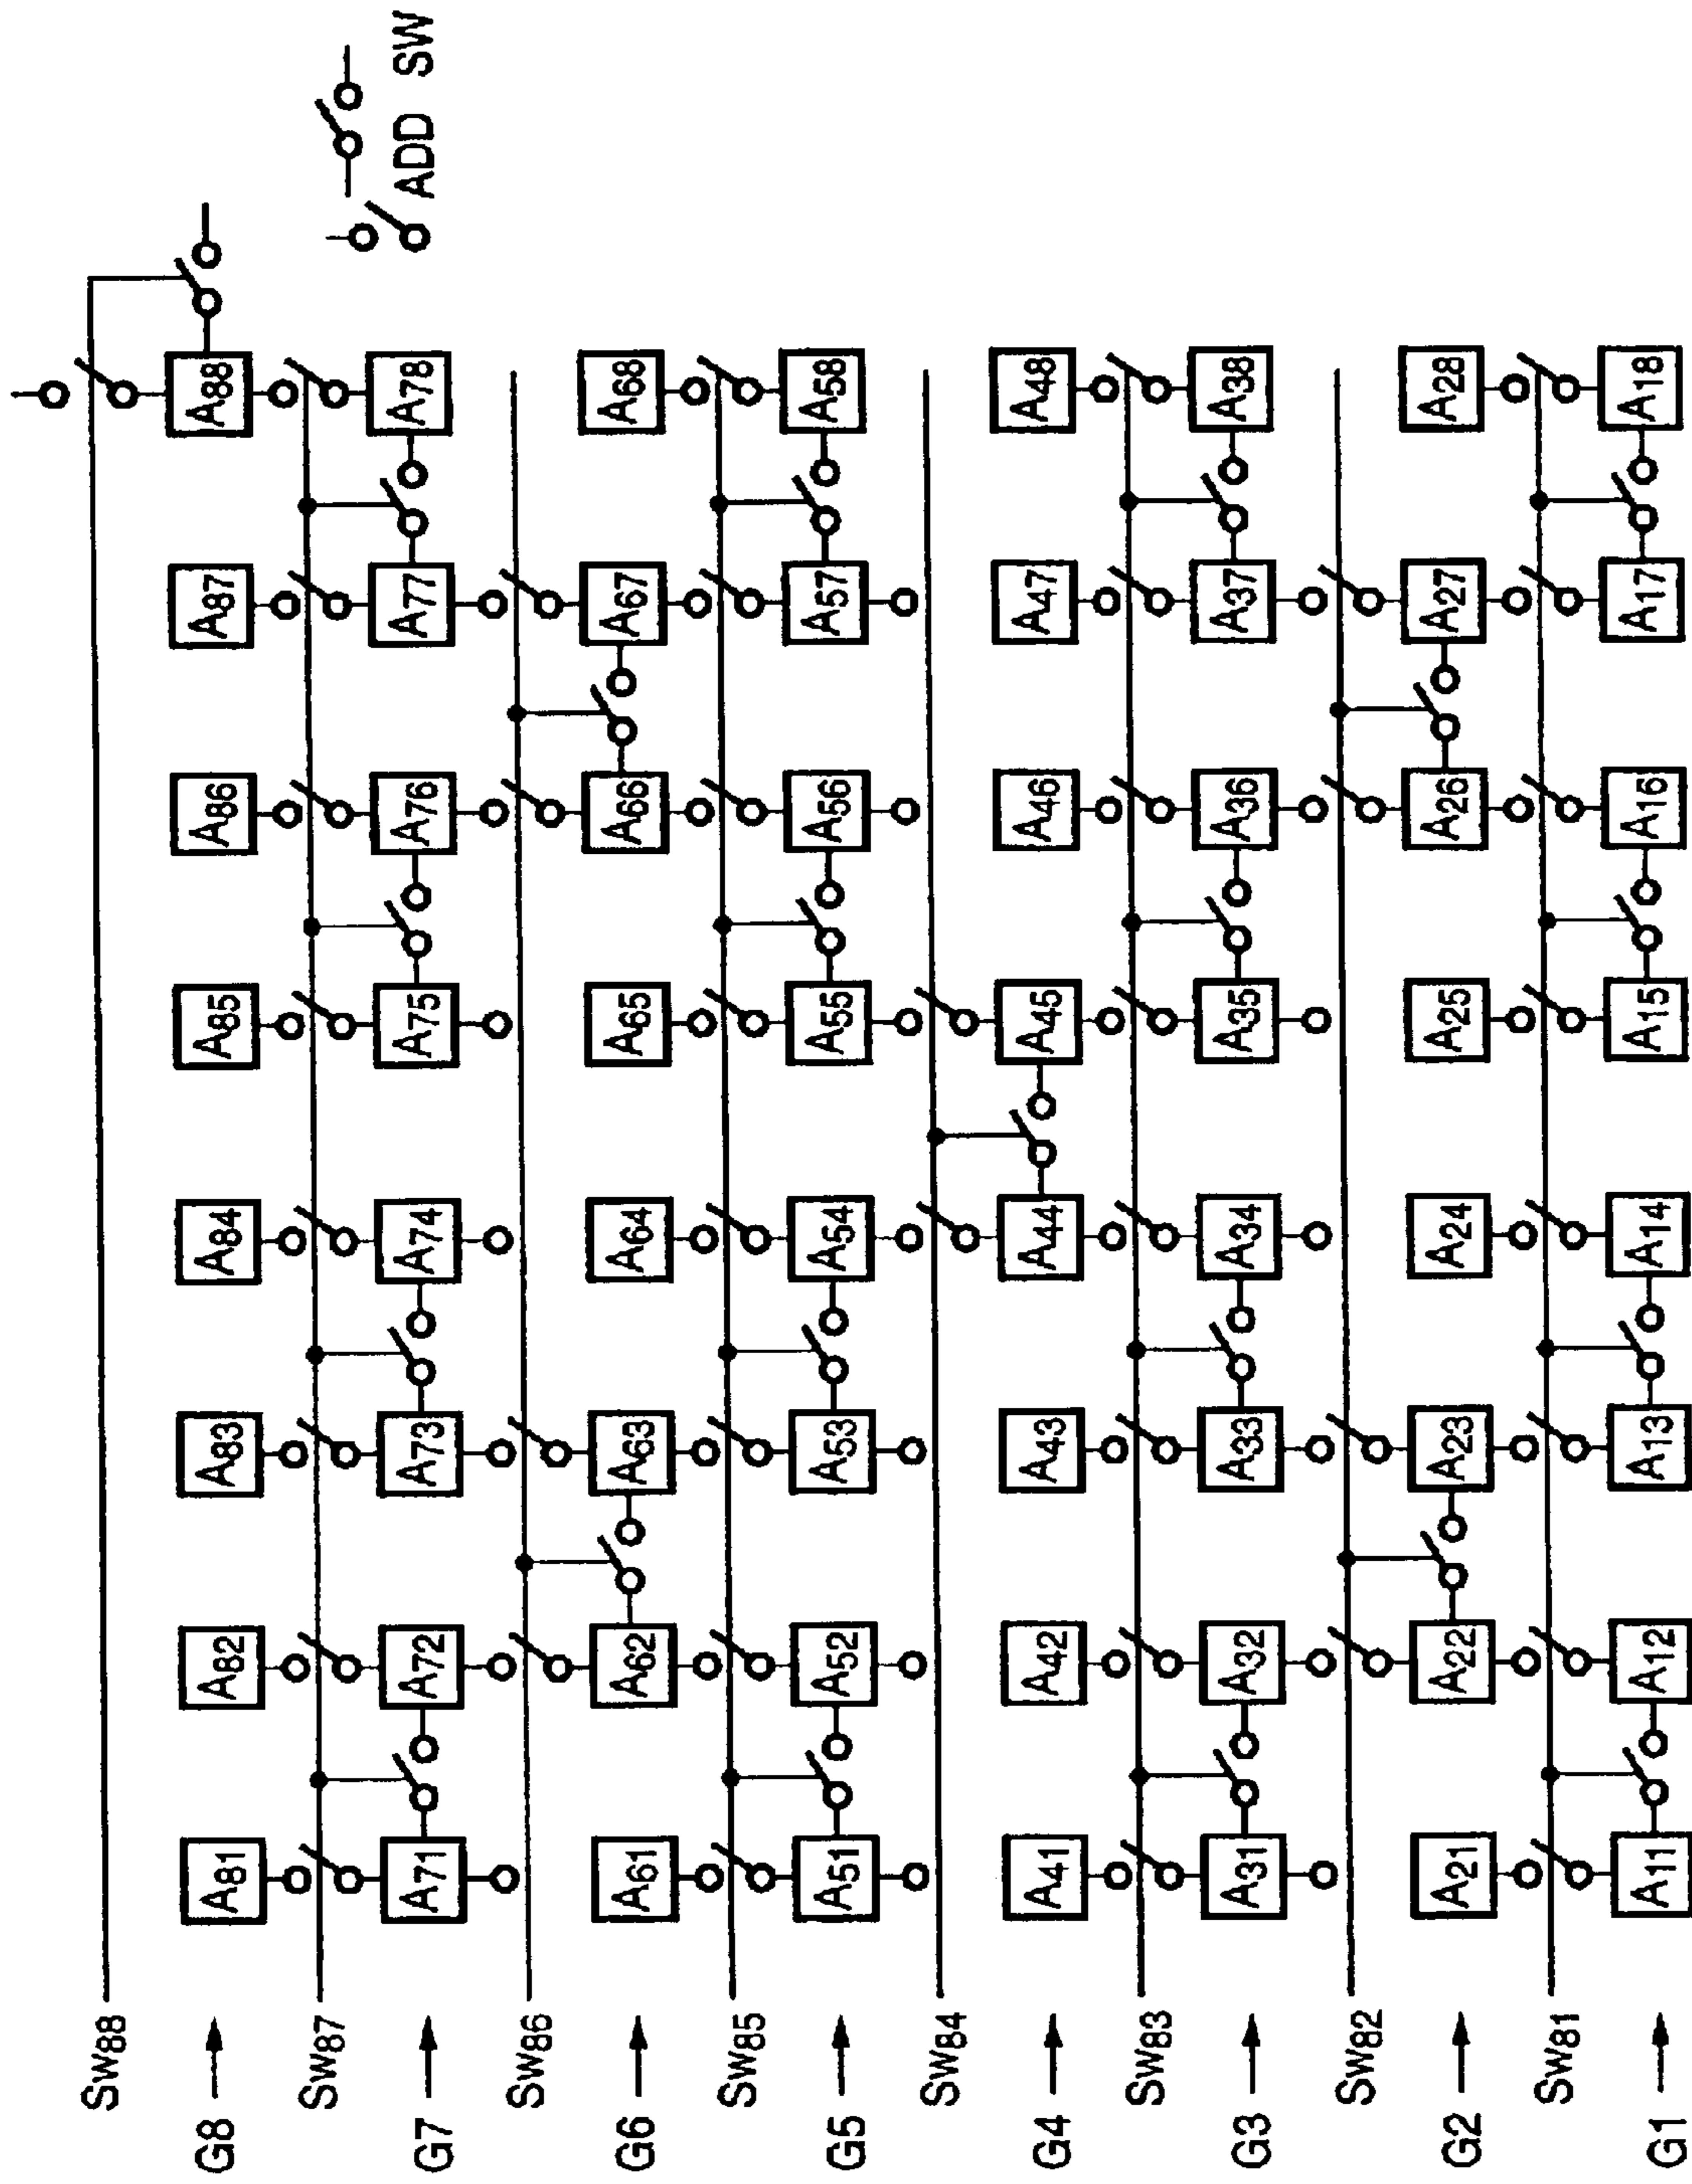 SW88
G8 A81 A82 A83 A84 A85 A86 A87 A88
SW87
G7 A71 A72 A73 A74 A75 A76 A77 A78
SW86
G6 A61 A62 A63 A64 A65 A66 A67 A68
SW85
G5 A51 A52 A53 A54 A55 A56 A57 A58
SW84
G4 A41 A42 A43 A44 A45 A46 A47 A48
SW83
G3 A31 A32 A33 A34 A35 A36 A37 A38
SW82
G2 A21 A22 A23 A24 A25 A26 A27 A28
SW81
G1 A11 A12 A13 A14 A15 A16 A17 A18
ADD SW